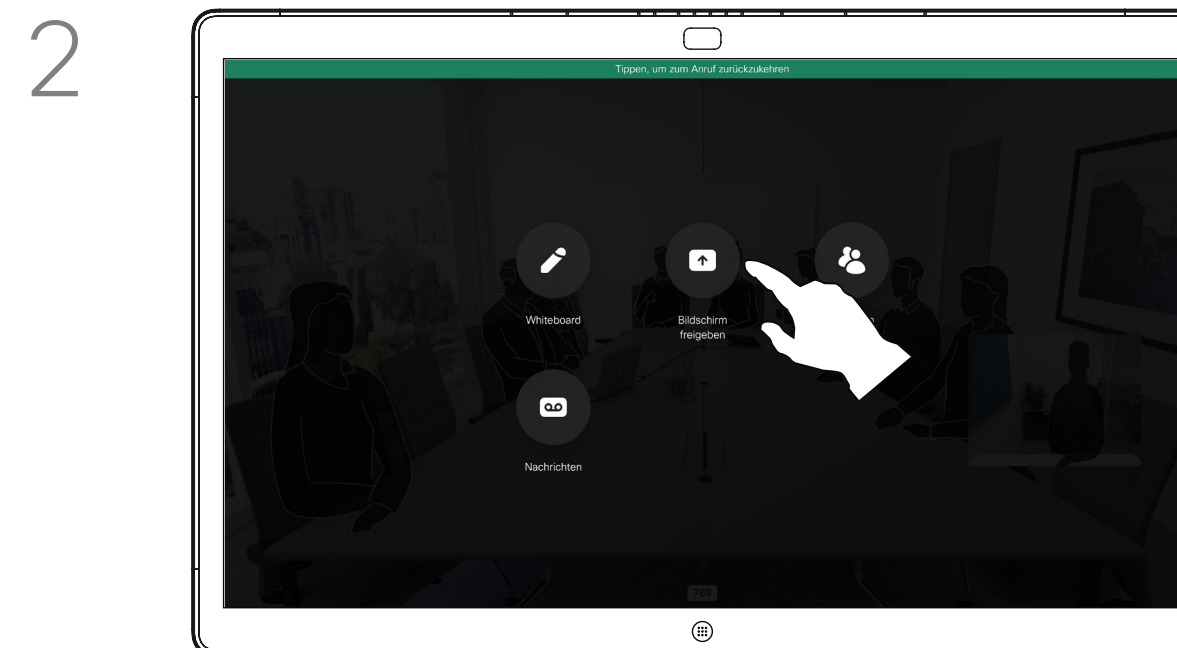 2
Tippen, um zum Anruf zurückzukehren
Whiteboard
Bildschirm
freigeben
Nachrichten
789